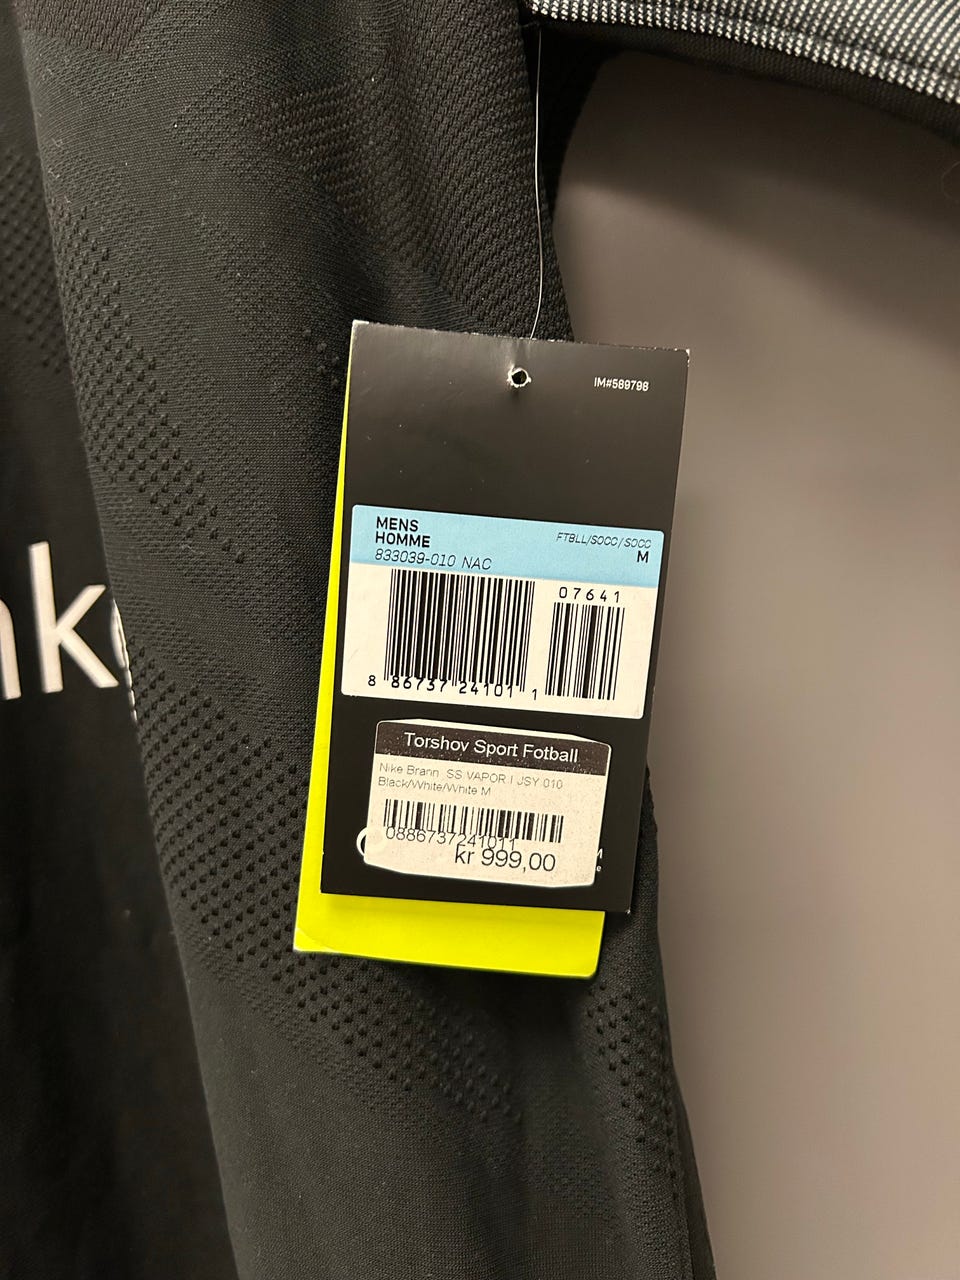 IM#589798
MENS
HOMME
833039-010 NAC
FTBLL/SOCC/SOCC
M
07641
8 86737 24101 1
nk
Torshov Sport Fotball
Nike Brann SS VAPOR I JSY 010
Black/White/White M
0886737241011
kr 999,00